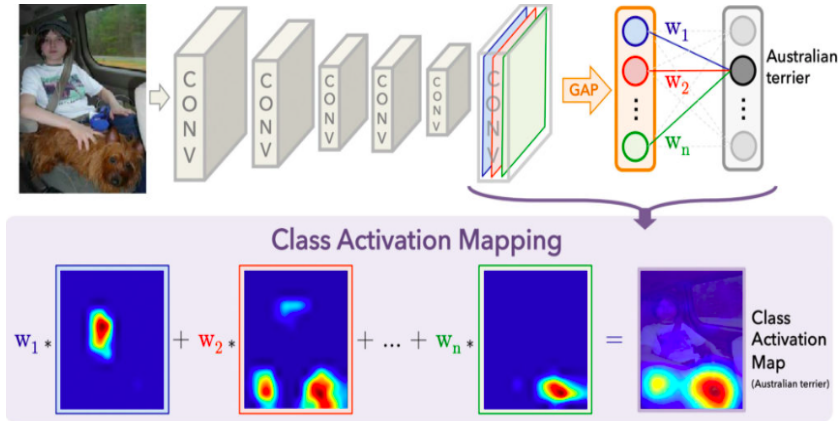 CONV
CONV
CONV
CONV
CONV
CONV
GAP
w1
w2
wn
Australian
terrier
Class Activation Mapping
w1 * + w2 * + ... + wn * =
Class
Activation
Map
(Australian terrier)